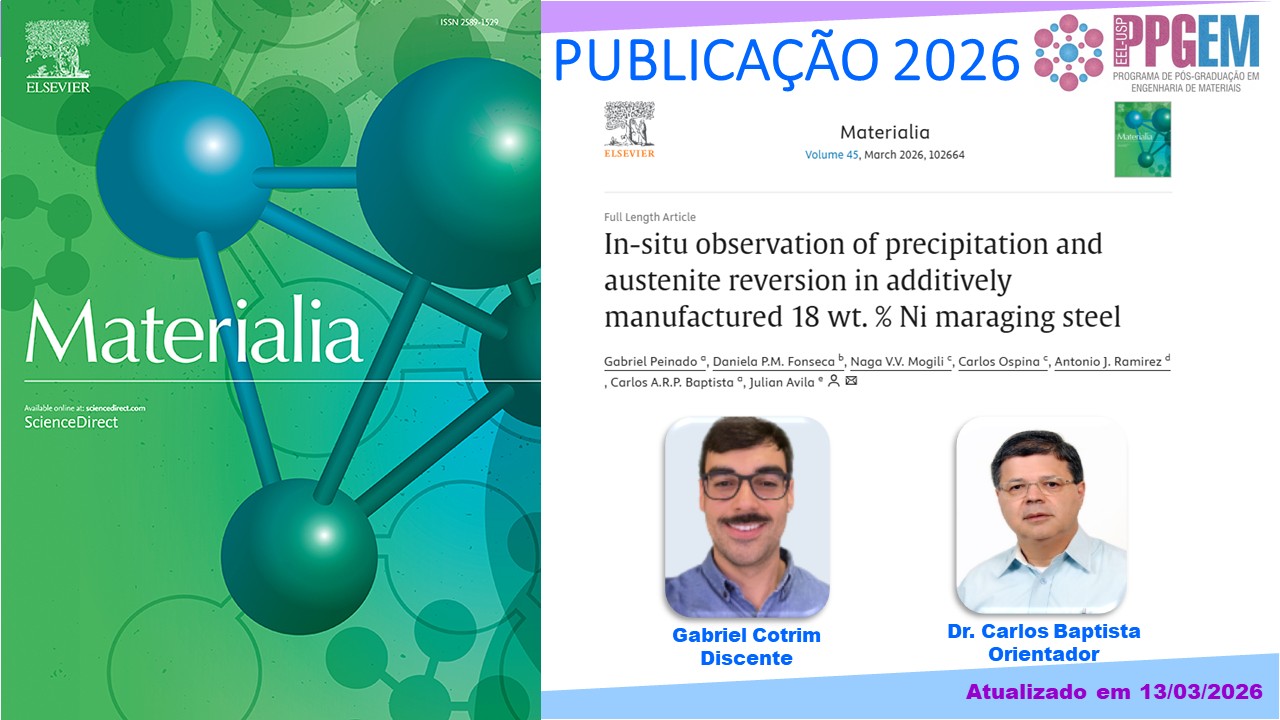 ISSN 2589-1529
ELSEVIER
Materialia
Available online at: sciencedirect.com
ScienceDirect
PUBLICAÇÃO 2026
EEL-USP
PPGEM
PROGRAMA DE PÓS-GRADUAÇÃO EM
ENGENHARIA DE MATERIAIS
ELSEVIER
Materialia
Volume 45, March 2026, 102664
Materialia
Full Length Article
In-situ observation of precipitation and
austenite reversion in additively
manufactured 18 wt. % Ni maraging steel
Gabriel Peinado a, Daniela P.M. Fonseca b, Naga V.V. Mogili c, Carlos Ospina c, Antonio J. Ramirez d
, Carlos A.R.P. Baptista a, Julian Avila e
Gabriel Cotrim
Discente
Dr. Carlos Baptista
Orientador
Atualizado em 13/03/2026